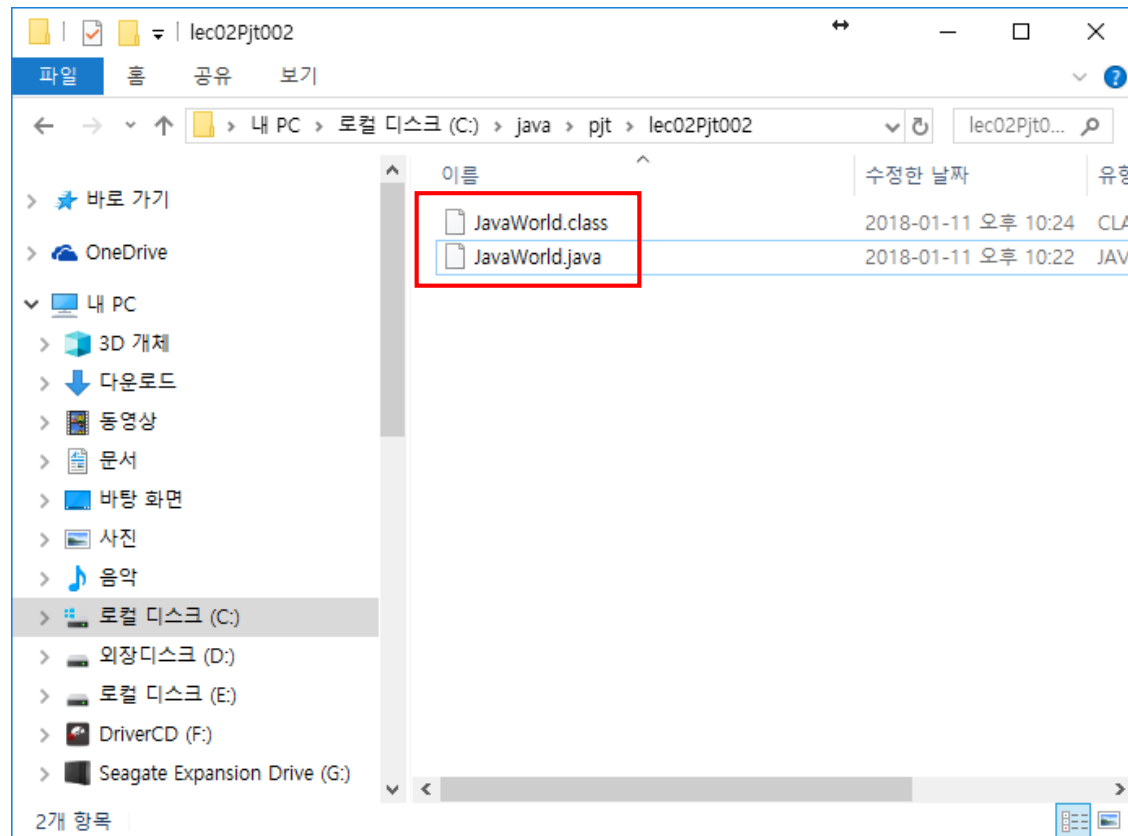 lec02Pjt002
파일 홈 공유 보기
내 PC 로컬 디스크 (C:) java pjt lec02Pjt002 lec02Pjt0...
이름 수정한 날짜 유형
JavaWorld.class 2018-01-11 오후 10:24 CLA
JavaWorld.java 2018-01-11 오후 10:22 JAV
바로 가기
OneDrive
내 PC
3D 개체
다운로드
동영상
문서
바탕 화면
사진
음악
로컬 디스크 (C:)
외장디스크 (D:)
로컬 디스크 (E:)
DriverCD (F:)
Seagate Expansion Drive (G:)
2개 항목